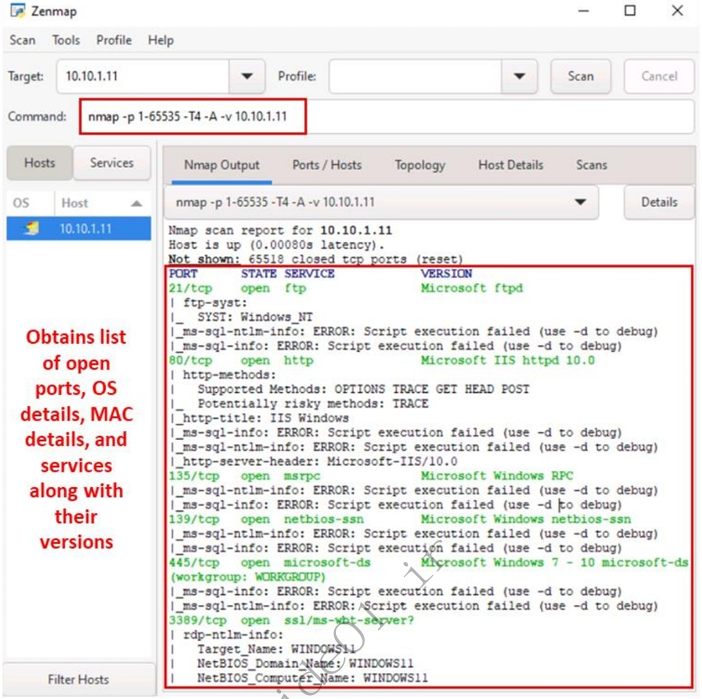 Zenmap
Scan Tools Profile Help
Target: 10.10.1.11 Profile: Scan Cancel
Command: nmap -p 1-65535 -T4 -A -v 10.10.1.11
Hosts Services
OS Host
10.10.1.11
Obtains list
of open
ports, OS
details, MAC
details, and
services
along with
their
versions
Filter Hosts
Nmap Output Ports / Hosts Topology Host Details Scans
nmap -p 1-65535 -T4 -A -v 10.10.1.11 Details
Nmap scan report for 10.10.1.11
Host is up (0.00080s latency).
Not shown: 65518 closed tcp ports (reset)
PORT STATE SERVICE VERSION
21/tcp open ftp Microsoft ftpd
| ftp-syst:
|_ SYST: Windows_NT
|_ms-sql-ntlm-info: ERROR: Script execution failed (use -d to debug)
|_ms-sql-info: ERROR: Script execution failed (use -d to debug)
80/tcp open http Microsoft IIS httpd 10.0
| http-methods:
| Supported Methods: OPTIONS TRACE GET HEAD POST
|_ Potentially risky methods: TRACE
|_http-title: IIS Windows
|_ms-sql-info: ERROR: Script execution failed (use -d to debug)
|_ms-sql-ntlm-info: ERROR: Script execution failed (use -d to debug)
|_http-server-header: Microsoft-IIS/10.0
135/tcp open msrpc Microsoft Windows RPC
|_ms-sql-ntlm-info: ERROR: Script execution failed (use -d to debug)
|_ms-sql-info: ERROR: Script execution failed (use -d to debug)
139/tcp open netbios-ssn Microsoft Windows netbios-ssn
|_ms-sql-ntlm-info: ERROR: Script execution failed (use -d to debug)
|_ms-sql-info: ERROR: Script execution failed (use -d to debug)
445/tcp open microsoft-ds Microsoft Windows 7 - 10 microsoft-ds
(workgroup: WORKGROUP)
|_ms-sql-info: ERROR: Script execution failed (use -d to debug)
|_ms-sql-ntlm-info: ERROR: Script execution failed (use -d to debug)
3389/tcp open ssl/ms-wbt-server?
| rdp-ntlm-info:
| Target_Name: WINDOWS11
| NetBIOS_Domain_Name: WINDOWS11
| NetBIOS_Computer_Name: WINDOWS11